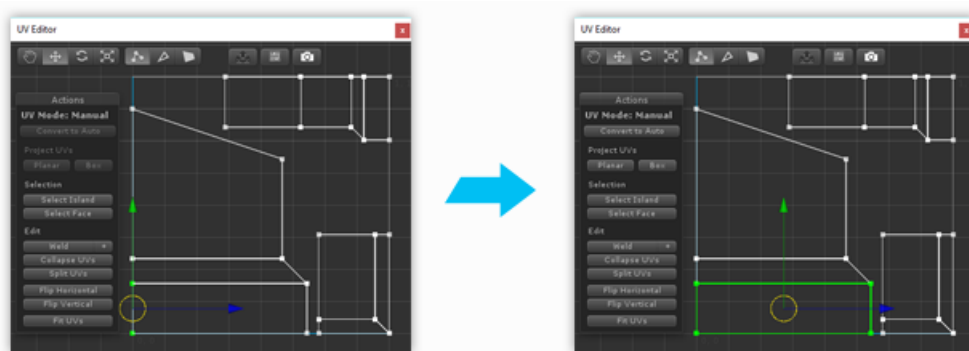 UV Editor
x
Actions
UV Mode: Manual
Convert to Auto
Project UVs
Planar Box
Selection
Select Island
Select Face
Edit
Weld +
Collapse UVs
Split UVs
Flip Horizontal
Flip Vertical
Fit UVs
UV Editor
x
Actions
UV Mode: Manual
Convert to Auto
Project UVs
Planar Box
Selection
Select Island
Select Face
Edit
Weld +
Collapse UVs
Split UVs
Flip Horizontal
Flip Vertical
Fit UVs